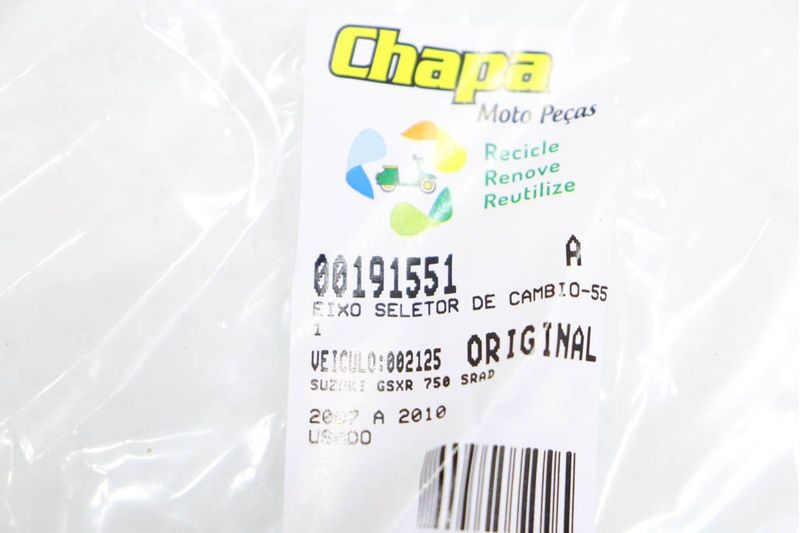 Chapa
Moto Peças
Recicle
Renove
Reutilize
A
00191551
EIXO SELETOR DE CAMBIO-55
1
VEICULO:002125 ORIGINAL
SUZUKI GSXR 750 SRAD
2007 A 2010
USADO